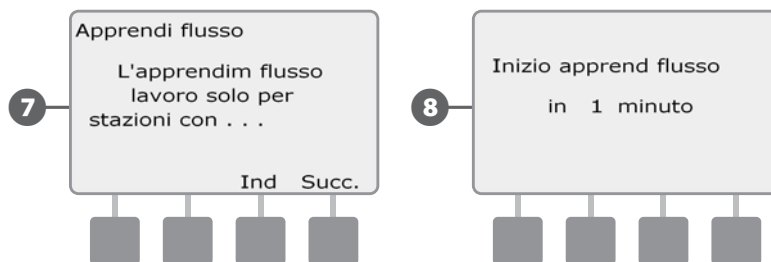 7
Apprendi flusso
L'apprendim flusso
lavoro solo per
stazioni con . . .
Ind Succ.
8
Inizio apprend flusso
in 1 minuto